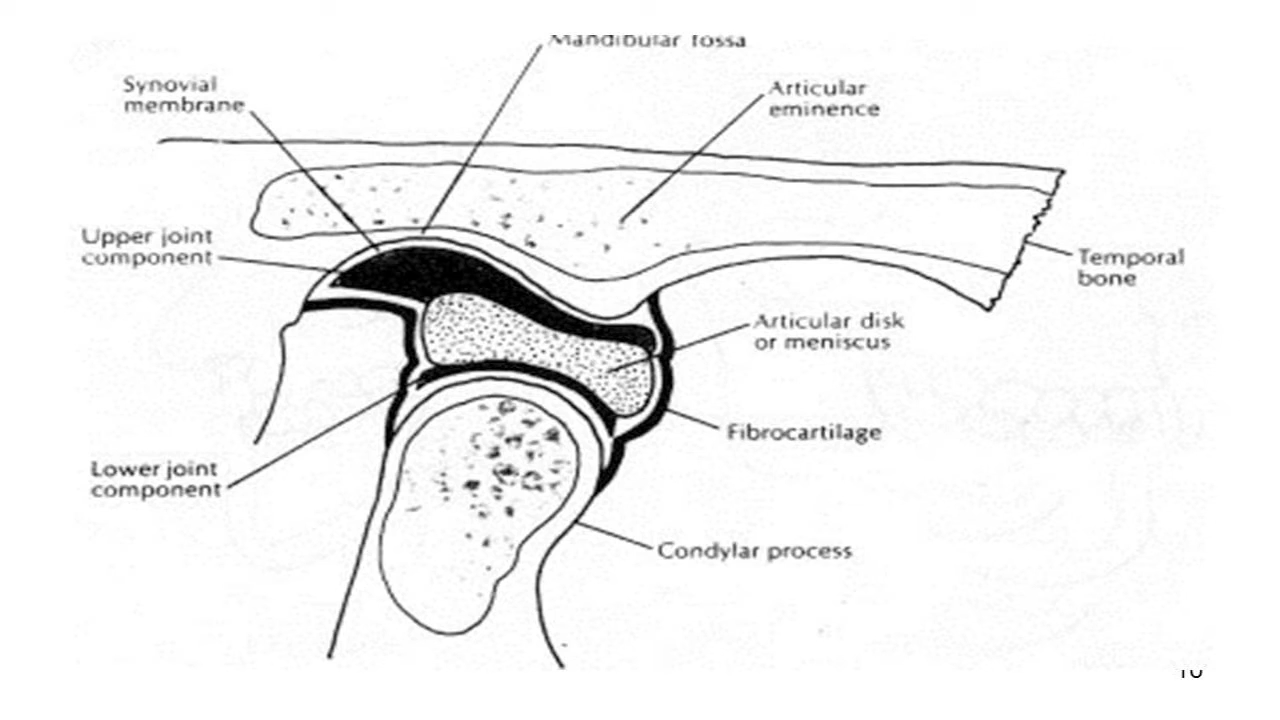 Mandibular fossa
Synovial
membrane
Articular
eminence
Upper joint
component
Temporal
bone
Articular disk
or meniscus
Fibrocartilage
Lower joint
component
Condylar process
10